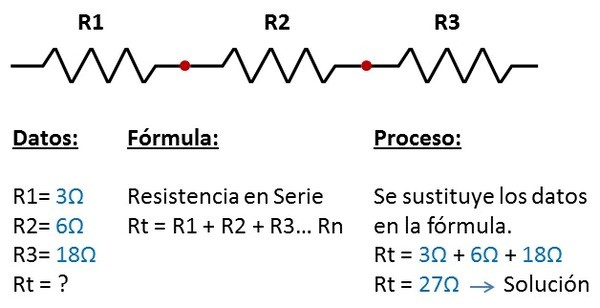 R1 R2 R3
Datos: Fórmula: Proceso:
R1= 3Ω Resistencia en Serie Se sustituye los datos
R2= 6Ω Rt = R1 + R2 + R3... Rn en la fórmula.
R3= 18Ω Rt = 3Ω + 6Ω + 18Ω
Rt = ? Rt = 27Ω → Solución